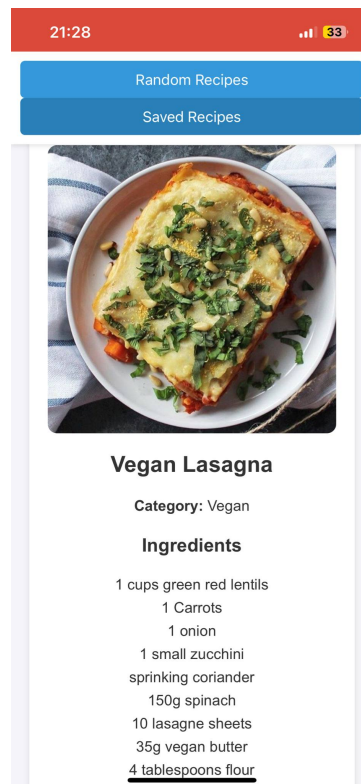 21:28
33
Random Recipes
Saved Recipes
Vegan Lasagna
Category: Vegan
Ingredients
1 cups green red lentils
1 Carrots
1 onion
1 small zucchini
sprinking coriander
150g spinach
10 lasagne sheets
35g vegan butter
4 tablespoons flour